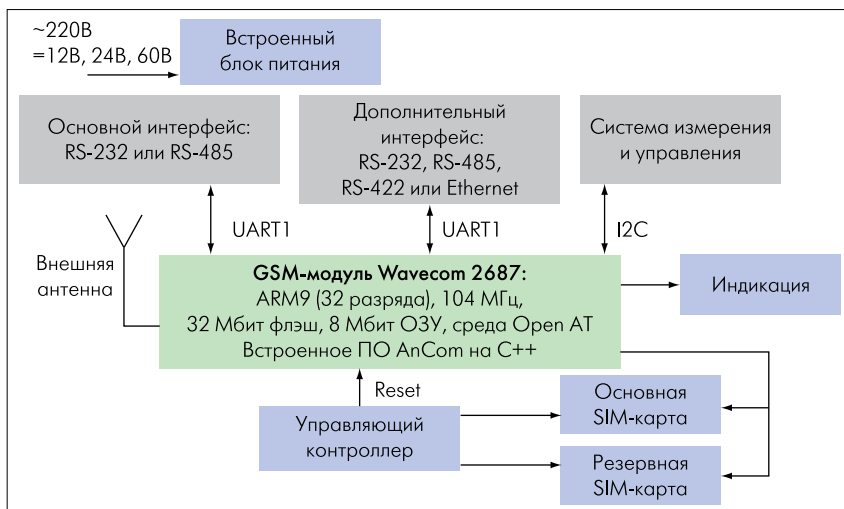 ~220В
=12В, 24В, 60В
Встроенный
блок питания
Основной интерфейс:
RS-232 или RS-485
Дополнительный
интерфейс:
RS-232, RS-485,
RS-422 или Ethernet
Система измерения
и управления
UART1
UART1
I2C
Внешняя
антенна
GSM-модуль Wavecom 2687:
ARM9 (32 разряда), 104 МГц,
32 Мбит флэш, 8 Мбит ОЗУ, среда Open AT
Встроенное ПО AnCom на C++
Индикация
Reset
Управляющий
контроллер
Основная
SIM-карта
Резервная
SIM-карта